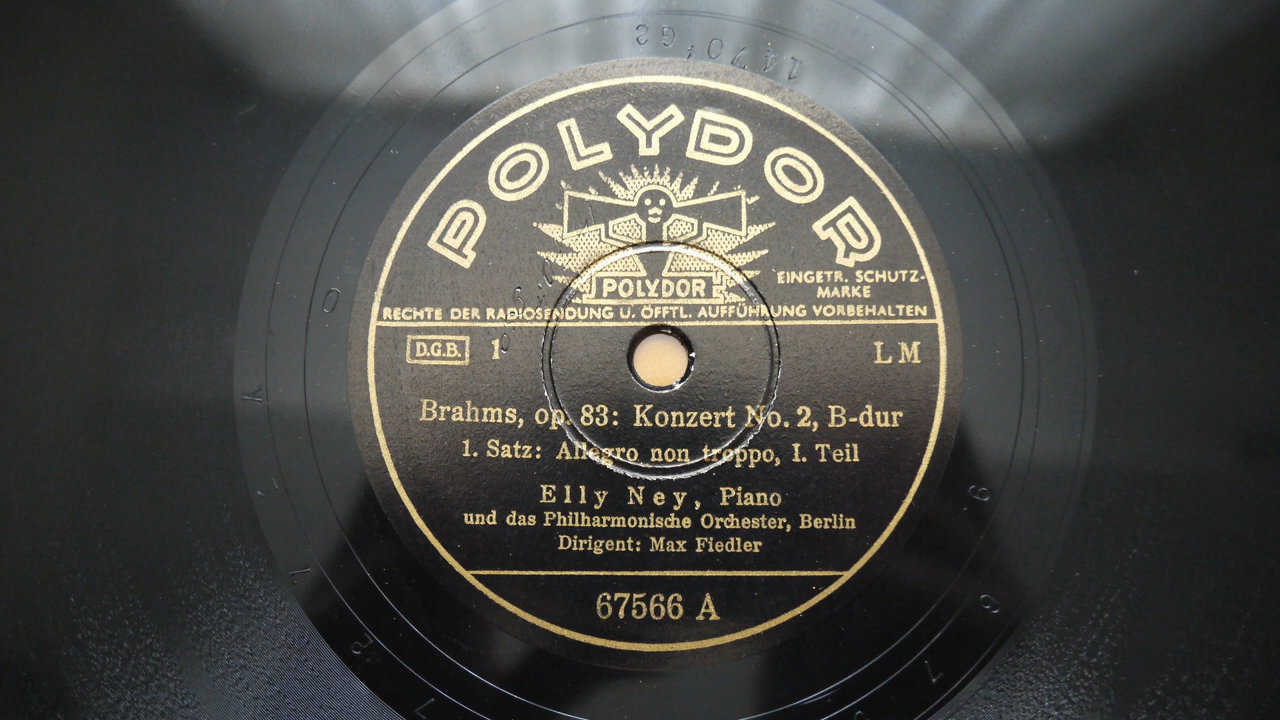 POLYDOR
POLYDOR
EINGETR. SCHUTZ-
MARKE
RECHTE DER RADIOSENDUNG U. ÖFFTL. AUFFÜHRUNG VORBEHALTEN
D.G.B. 1 LM
Brahms, op. 83: Konzert No. 2, B-dur
1. Satz: Allegro non troppo, I. Teil
Elly Ney, Piano
und das Philharmonische Orchester, Berlin
Dirigent: Max Fiedler
67566 A